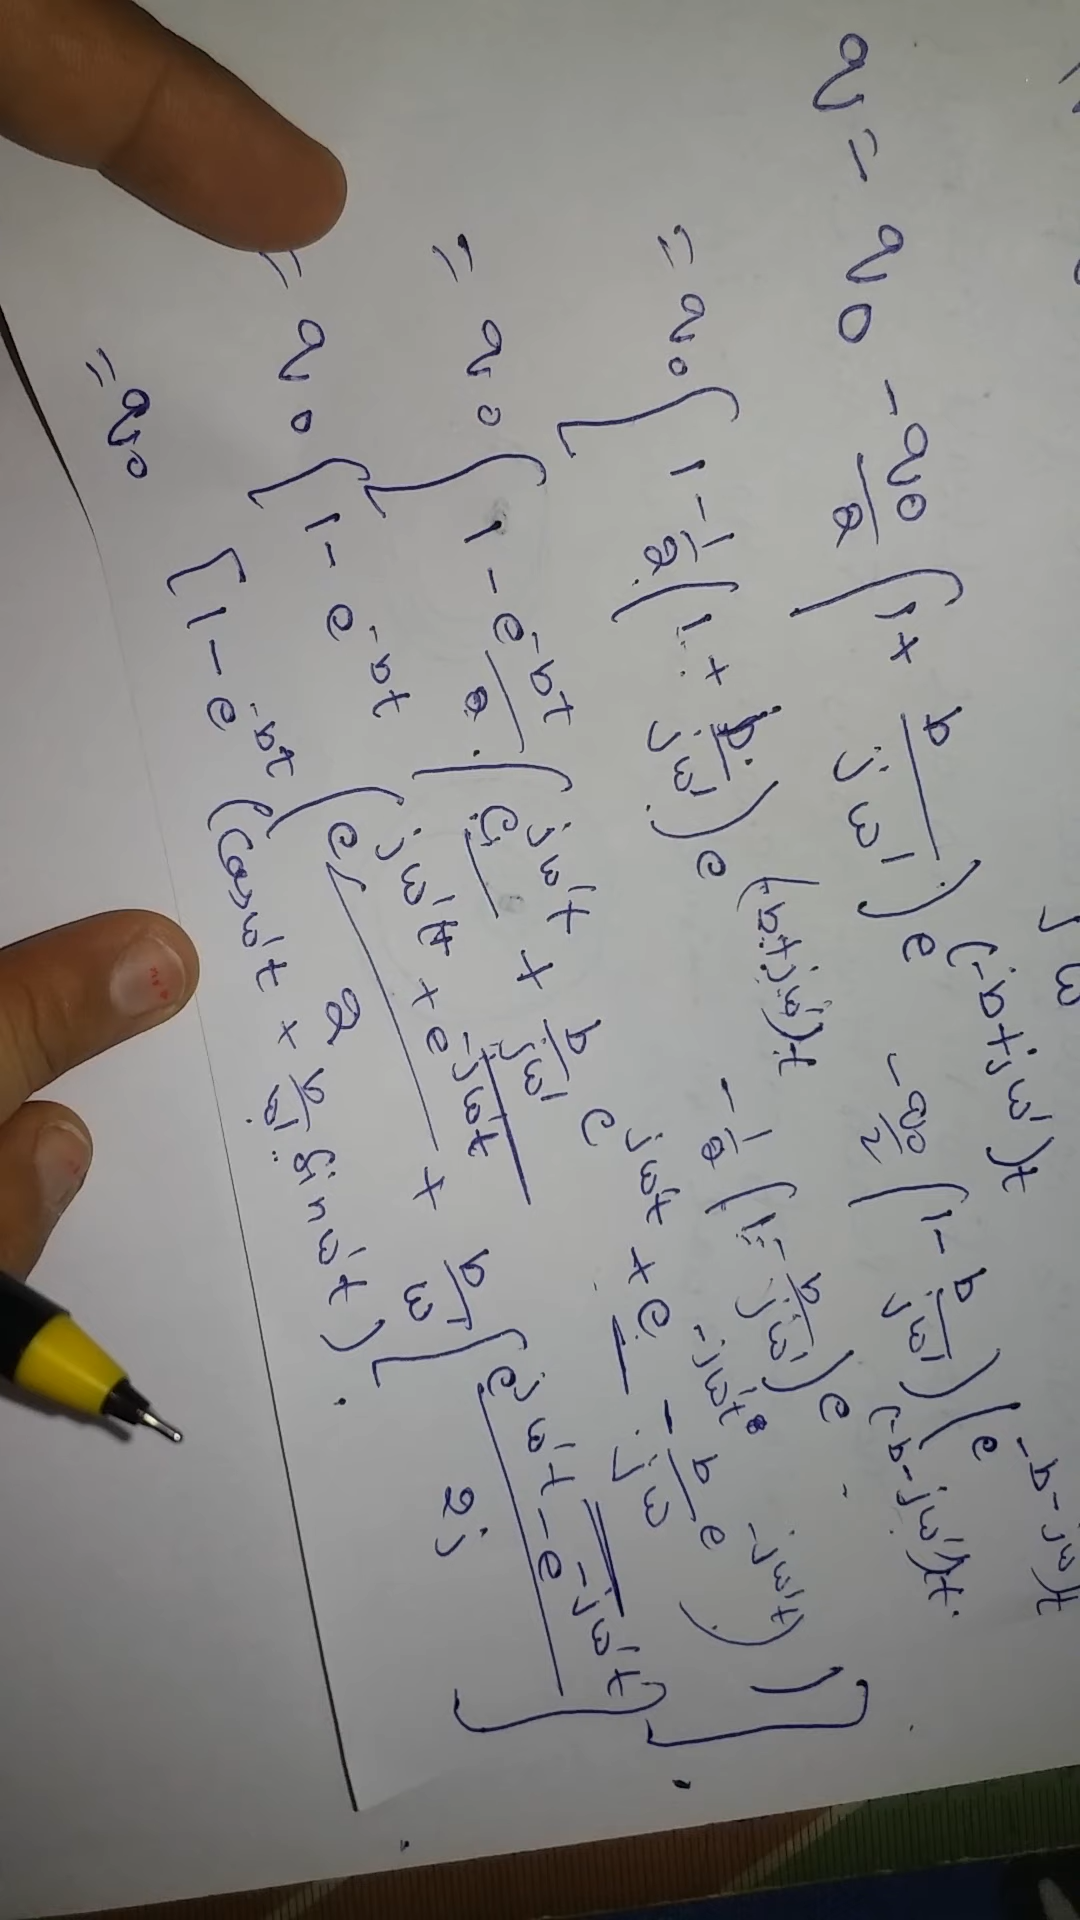 q = q0 - q0/2 [1 + b/jω'] e^(-b+jω')t - q0/2 [1 - b/jω'] (e^(-b-jω')t
= q0 [1 - 1/2 (1 + b/jω') e^(-b+jω')t - 1/2 (1 - b/jω') e^(-b-jω')t.
= q0 [1 - e^-bt/2 . (e^jω't + b/jω' e^jω't + e^-jω't - b/jω e^-jω't)]
= q0 [1 - e^-bt (e^jω't + e^-jω't/2 + b/ω' [e^jω't - e^-jω't/2j]
= q0 [1 - e^-bt (cosω't + b/ω' sinω't)].